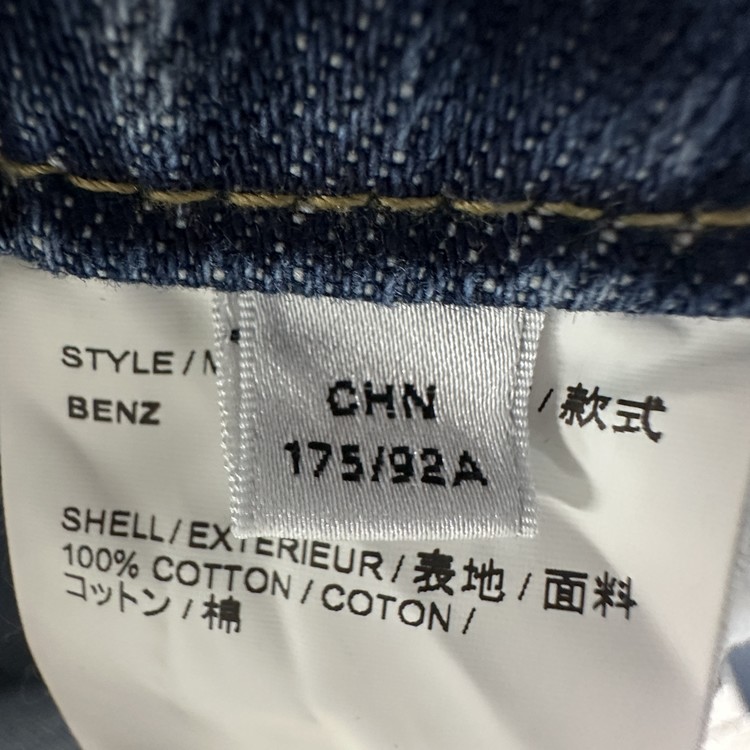 STYLE / M
/ 款式
BENZ
CHN
175/92A
SHELL / EXTERIEUR / 表地 / 面料
100% COTTON / COTON /
コットン / 棉